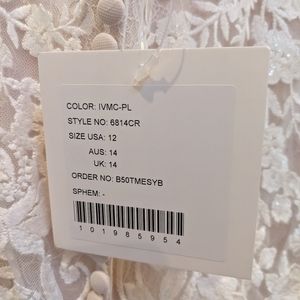 COLOR: IVMC-PL
STYLE NO: 6814CR
SIZE USA: 12
AUS: 14
UK: 14
ORDER NO: B50TMESYB
SPHEM: -
101985954